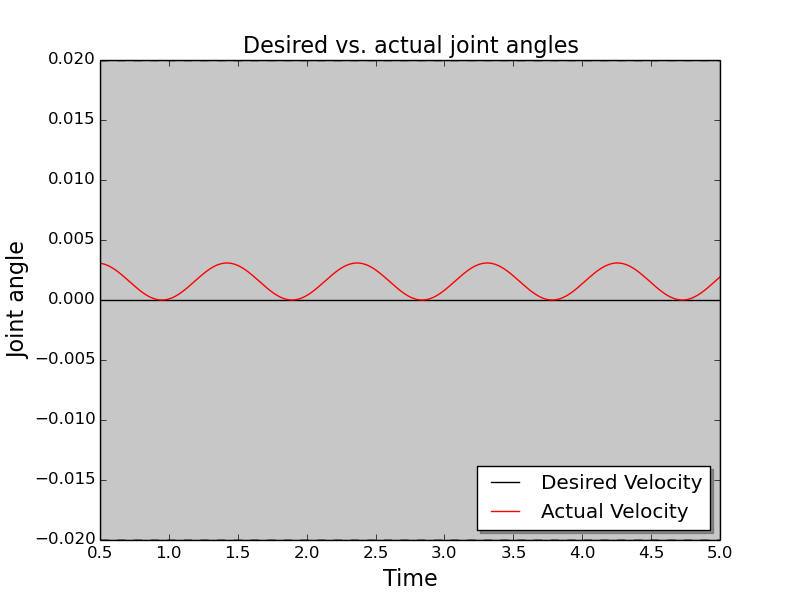 Desired vs. actual joint angles
0.020
0.015
0.010
0.005
0.000
−0.005
−0.010
−0.015
−0.020
Joint angle
0.5 1.0 1.5 2.0 2.5 3.0 3.5 4.0 4.5 5.0
Time
Desired Velocity
Actual Velocity